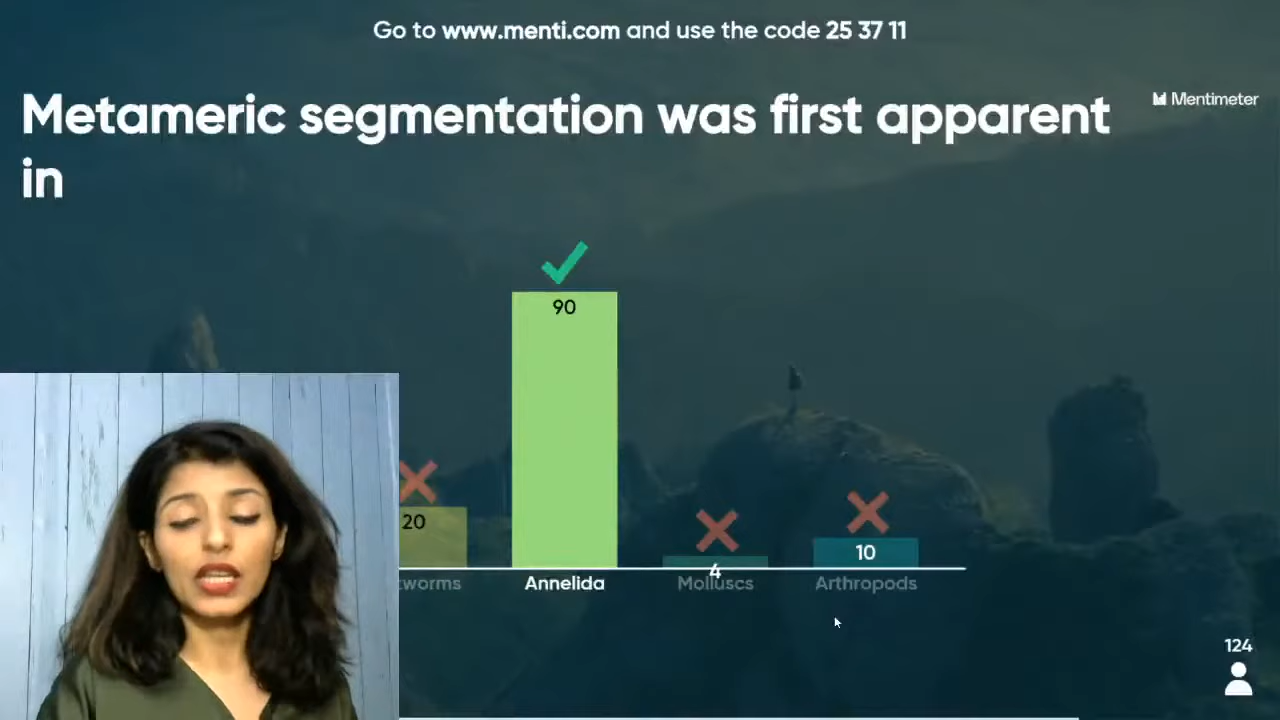 Go to www.menti.com and use the code 25 37 11
Metameric segmentation was first apparent
in
Mentimeter
90
20
10
4
Annelida
Molluscs
Arthropods
124